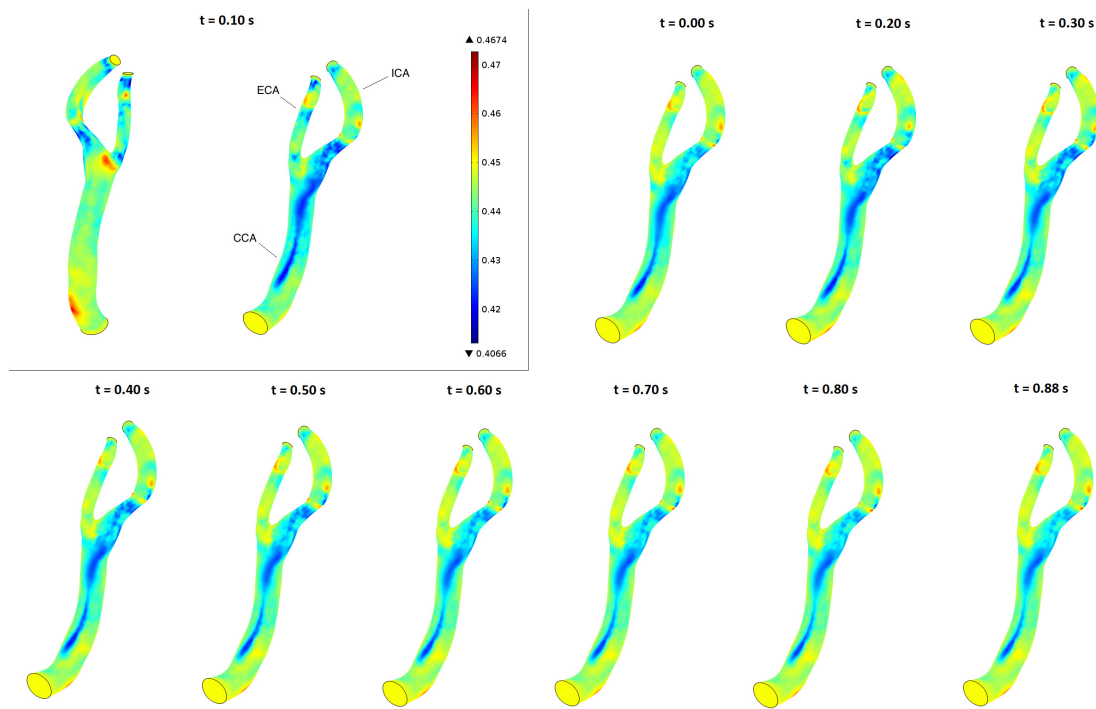 t = 0.10 s
t = 0.00 s
t = 0.20 s
t = 0.30 s
▲ 0.4674
0.47
ICA
ECA
0.46
0.45
0.44
CCA
0.43
0.42
▼ 0.4066
t = 0.40 s
t = 0.50 s
t = 0.60 s
t = 0.70 s
t = 0.80 s
t = 0.88 s